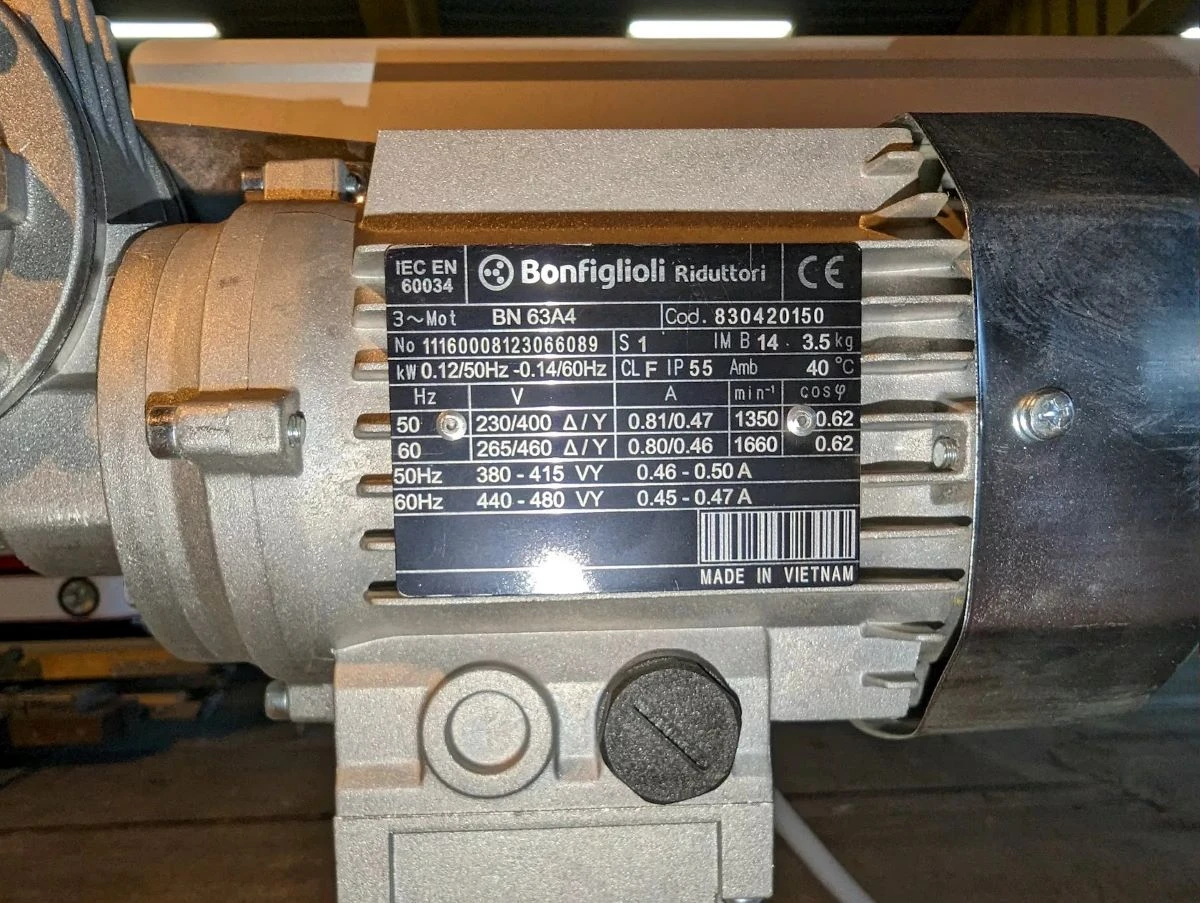 IEC EN 60034 Bonfiglioli Riduttori CE
3~Mot BN 63A4 Cod. 830420150
No 11160008123066089 S 1 IM B 14 3.5 kg
kW 0.12/50Hz -0.14/60Hz CL F IP 55 Amb 40 °C
Hz V A min⁻¹ cosφ
50 230/400 Δ/Y 0.81/0.47 1350 0.62
60 265/460 Δ/Y 0.80/0.46 1660 0.62
50Hz 380 - 415 VY 0.46 - 0.50 A
60Hz 440 - 480 VY 0.45 - 0.47 A
MADE IN VIETNAM